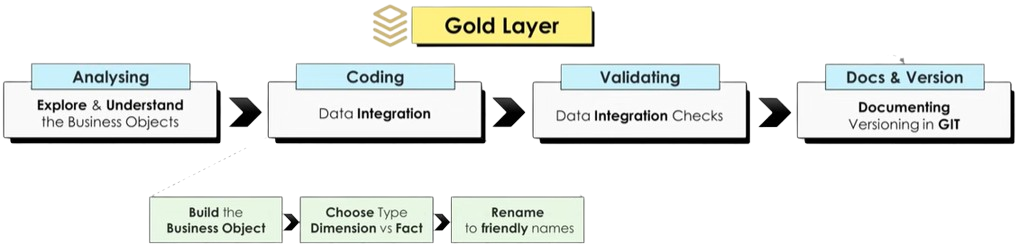 Gold Layer
Analysing
Explore & Understand
the Business Objects
Coding
Data Integration
Validating
Data Integration Checks
Docs & Version
Documenting
Versioning in GIT
Build the
Business Object
Choose Type
Dimension vs Fact
Rename
to friendly names